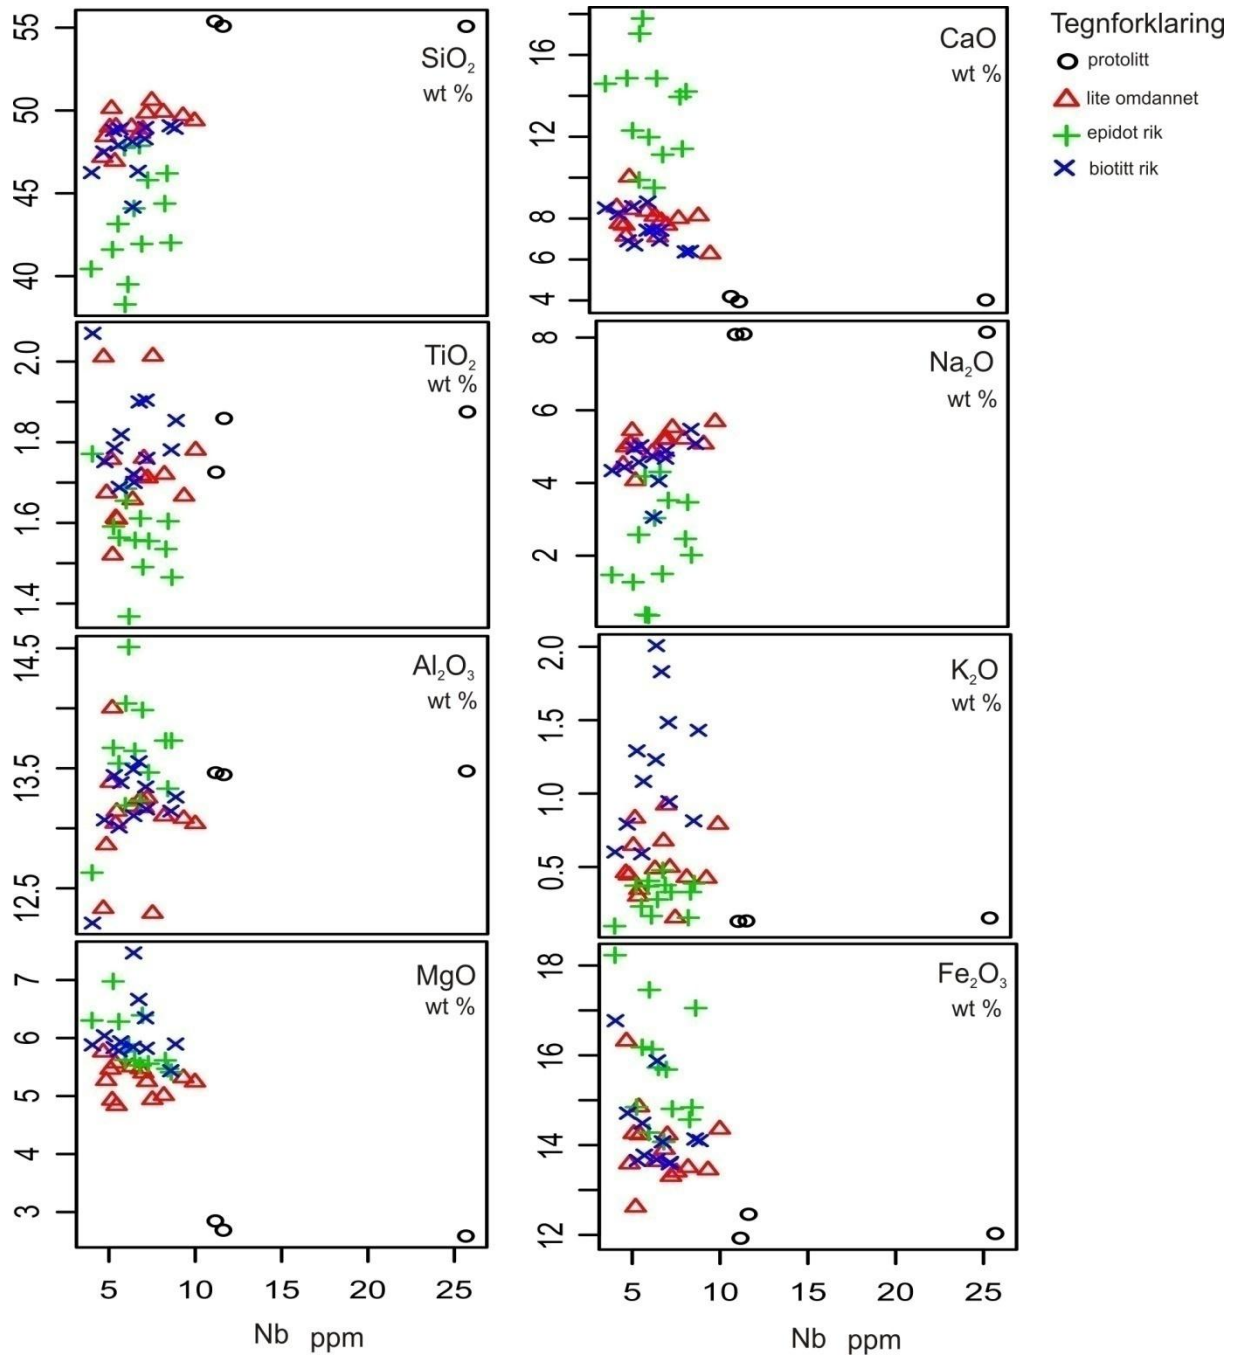 SiO2
wt %
55
50
45
40
TiO2
wt %
2.0
1.8
1.6
1.4
Al2O3
wt %
14.5
13.5
12.5
MgO
wt %
7
6
5
4
3
5 10 15 20 25
Nb ppm
CaO
wt %
16
12
8
6
4
Na2O
wt %
8
6
4
2
K2O
wt %
2.0
1.5
1.0
0.5
Fe2O3
wt %
18
16
14
12
5 10 15 20 25
Nb ppm
Tegnforklaring
protolitt
lite omdannet
epidot rik
biotitt rik